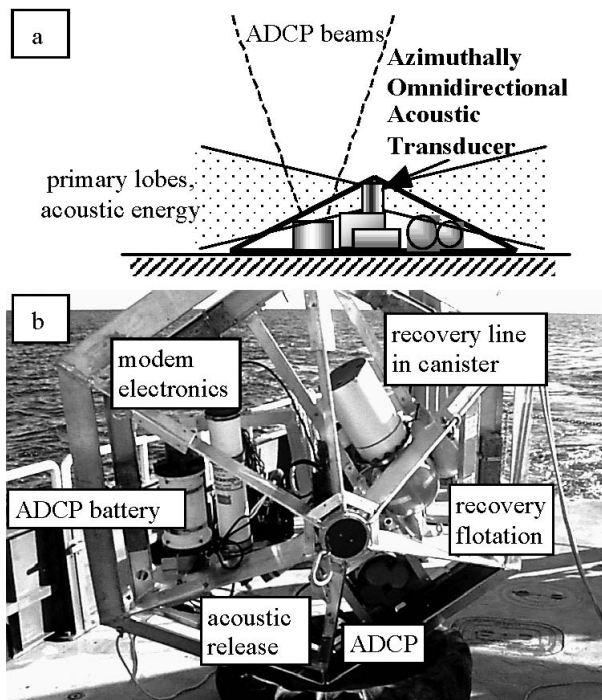 a
ADCP beams
Azimuthally
Omnidirectional
Acoustic
Transducer
primary lobes,
acoustic energy
b
modem
electronics
recovery line
in canister
ADCP battery
recovery
flotation
acoustic
release
ADCP